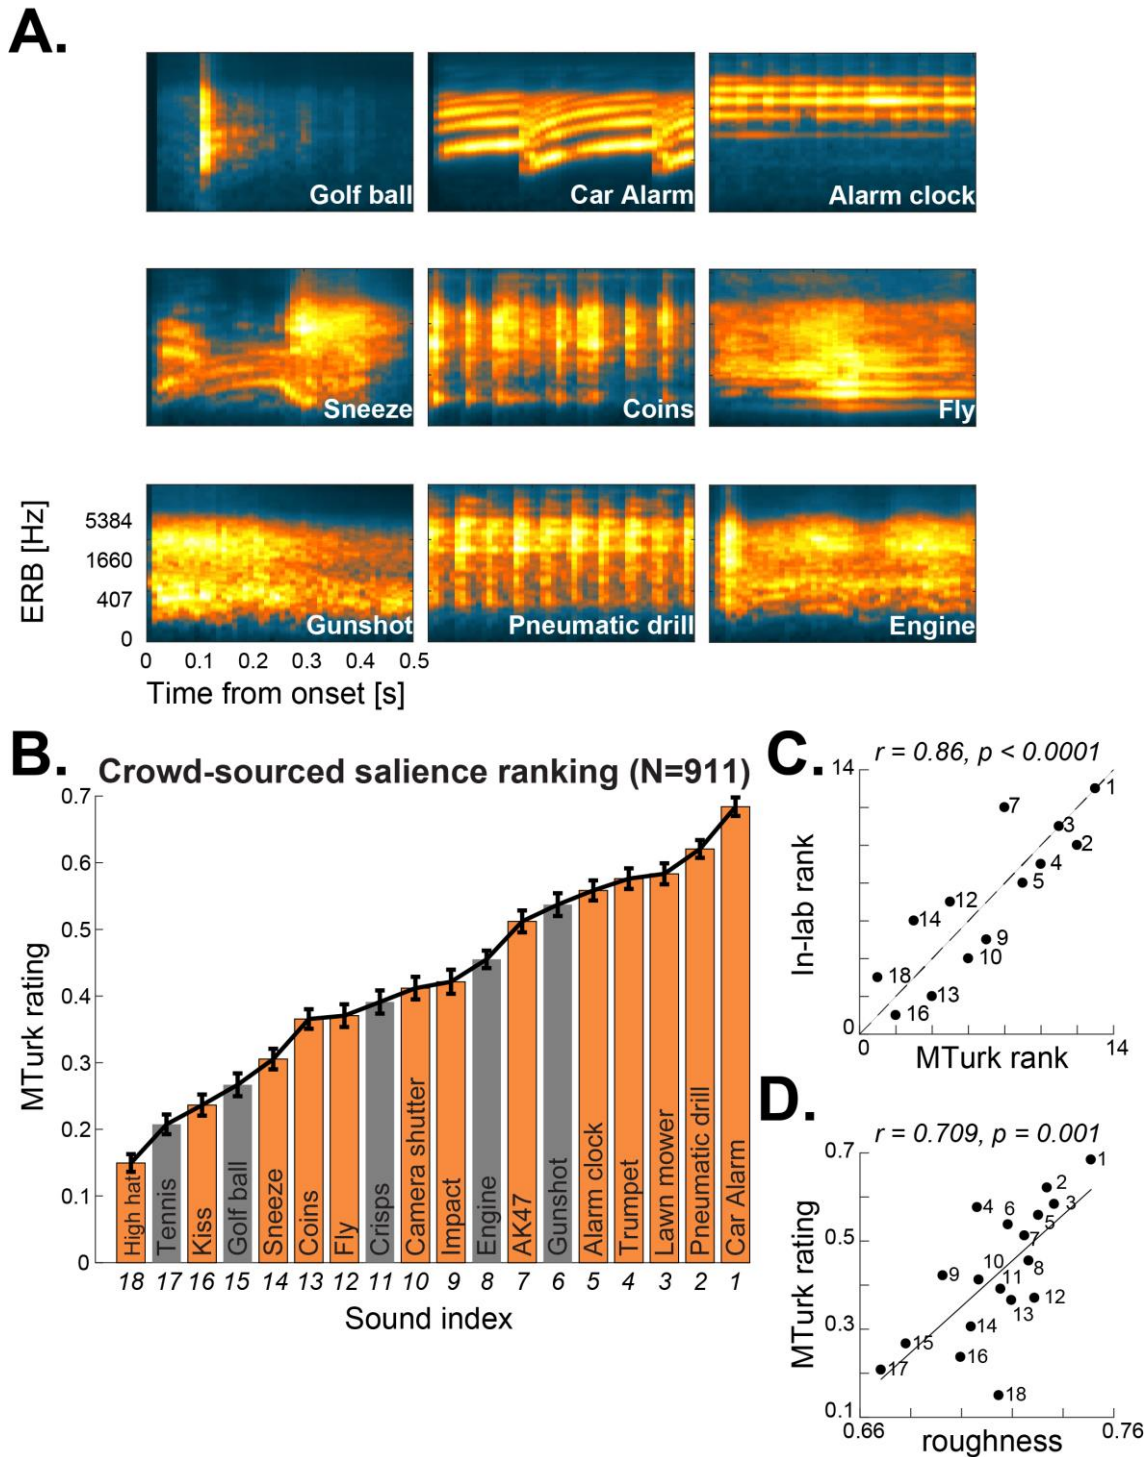 A.
Golf ball
Car Alarm
Alarm clock
Sneeze
Coins
Fly
ERB [Hz]
5384
1660
407
0
Gunshot
Pneumatic drill
Engine
0 0.1 0.2 0.3 0.4 0.5
Time from onset [s]
B.
Crowd-sourced salience ranking (N=911)
MTurk rating
0.7
0.6
0.5
0.4
0.3
0.2
0.1
0
High hat
Tennis
Kiss
Golf ball
Sneeze
Coins
Fly
Crisps
Camera shutter
Impact
Engine
AK47
Gunshot
Alarm clock
Trumpet
Lawn mower
Pneumatic drill
Car Alarm
18 17 16 15 14 13 12 11 10 9 8 7 6 5 4 3 2 1
Sound index
C.
r = 0.86, p < 0.0001
In-lab rank
14
0
1
7
3
2
4
5
12
14
9
10
18
13
16
0 14
MTurk rank
D.
r = 0.709, p = 0.001
MTurk rating
0.7
0.5
0.3
0.1
1
2
3
4
6
5
7
8
10
9
11
12
13
14
15
16
17
18
0.66 0.76
roughness